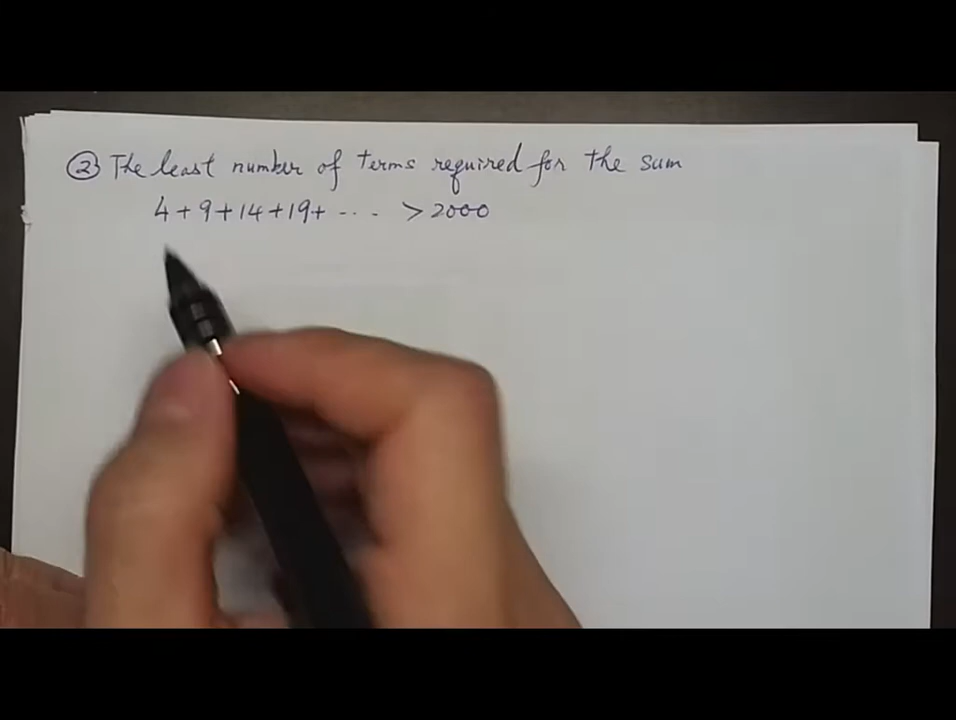 ② The least number of terms required for the sum
4+9+14+19+ ---- > 2000